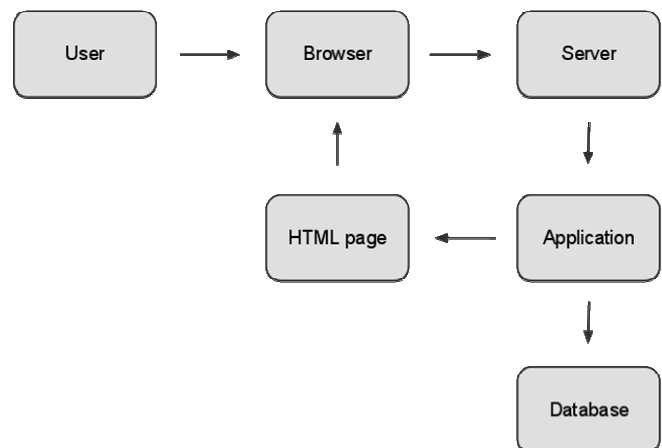 User
Browser
Server
HTML page
Application
Database